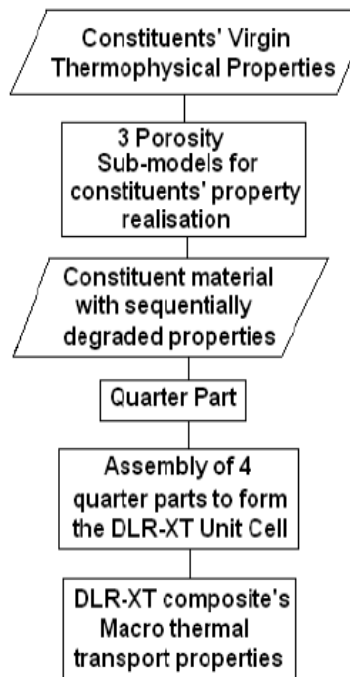 Constituents' Virgin
Thermophysical Properties
3 Porosity
Sub-models for
constituents' property
realisation
Constituent material
with sequentially
degraded properties
Quarter Part
Assembly of 4
quarter parts to form
the DLR-XT Unit Cell
DLR-XT composite's
Macro thermal
transport properties